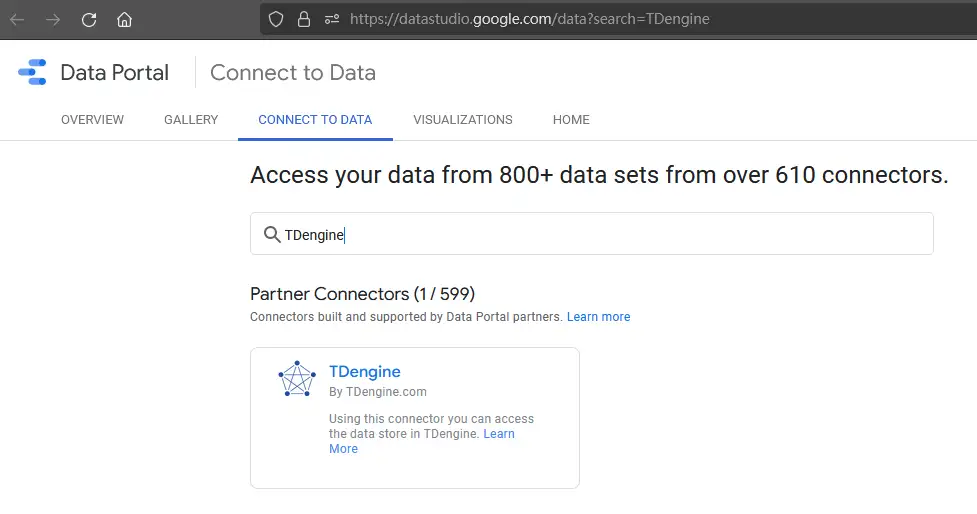 https://datastudio.google.com/data?search=TDengine
Data Portal
Connect to Data
OVERVIEW
GALLERY
CONNECT TO DATA
VISUALIZATIONS
HOME
Access your data from 800+ data sets from over 610 connectors.
TDengine
Partner Connectors (1 / 599)
Connectors built and supported by Data Portal partners. Learn more
TDengine
By TDengine.com
Using this connector you can access
the data store in TDengine. Learn
More